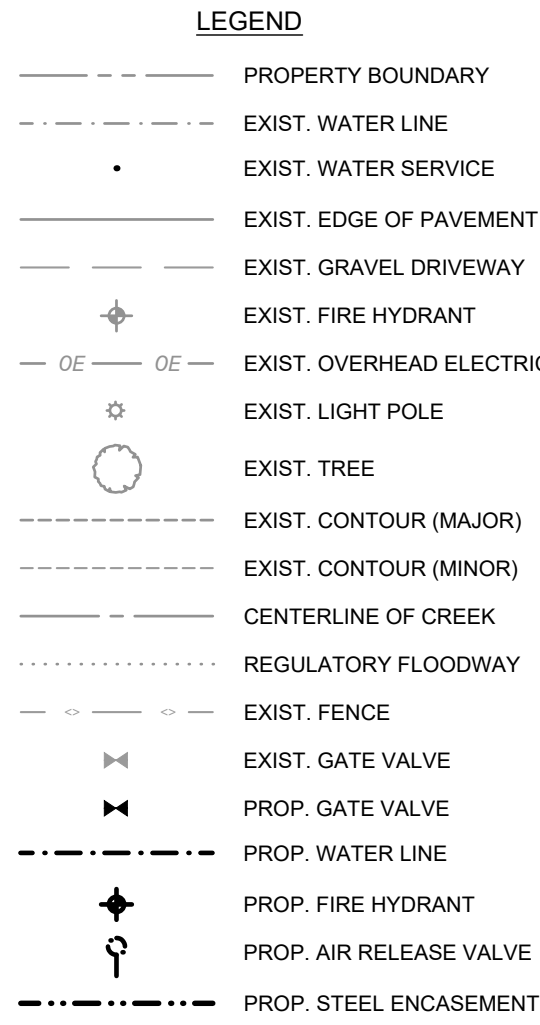 LEGEND
PROPERTY BOUNDARY
EXIST. WATER LINE
EXIST. WATER SERVICE
EXIST. EDGE OF PAVEMENT
EXIST. GRAVEL DRIVEWAY
EXIST. FIRE HYDRANT
OE OE EXIST. OVERHEAD ELECTRIC
EXIST. LIGHT POLE
EXIST. TREE
EXIST. CONTOUR (MAJOR)
EXIST. CONTOUR (MINOR)
CENTERLINE OF CREEK
REGULATORY FLOODWAY
EXIST. FENCE
EXIST. GATE VALVE
PROP. GATE VALVE
PROP. WATER LINE
PROP. FIRE HYDRANT
PROP. AIR RELEASE VALVE
PROP. STEEL ENCASEMENT